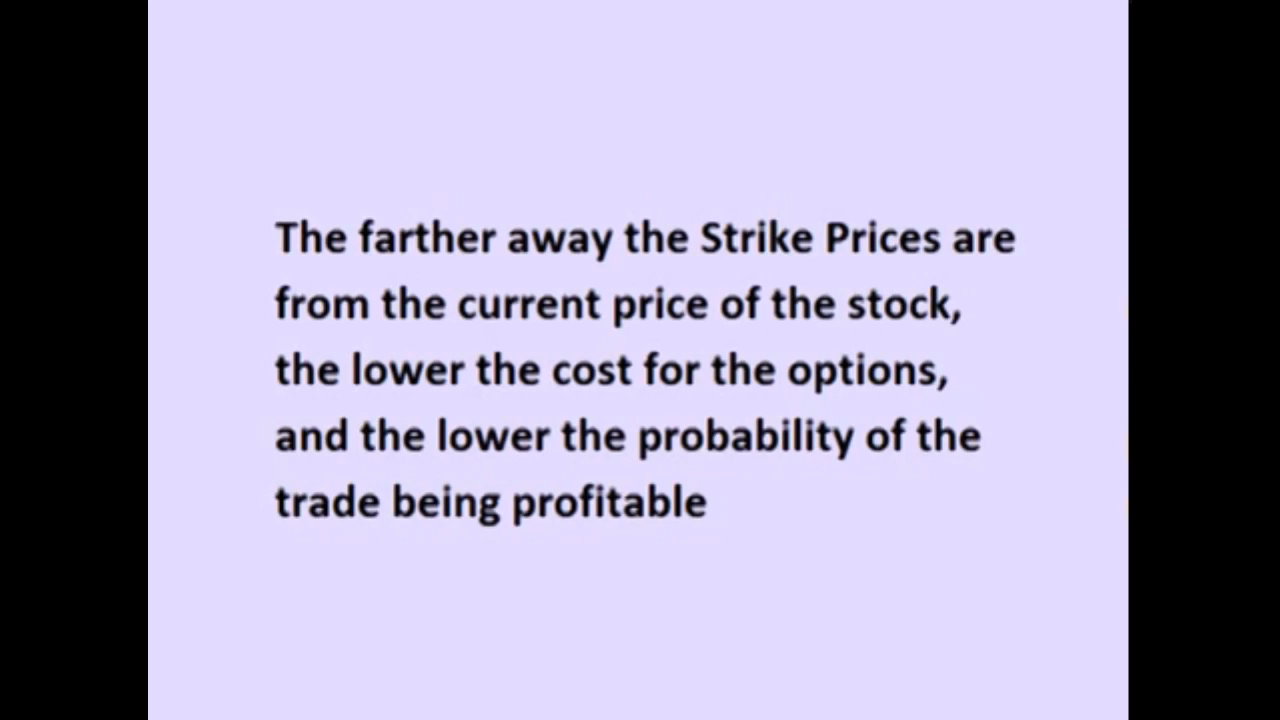 The farther away the Strike Prices are
from the current price of the stock,
the lower the cost for the options,
and the lower the probability of the
trade being profitable